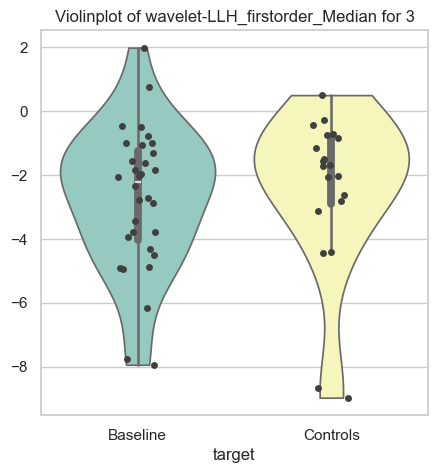 Violinplot of wavelet-LLH_firstorder_Median for 3
2
0
−2
−4
−6
−8
Baseline Controls
target